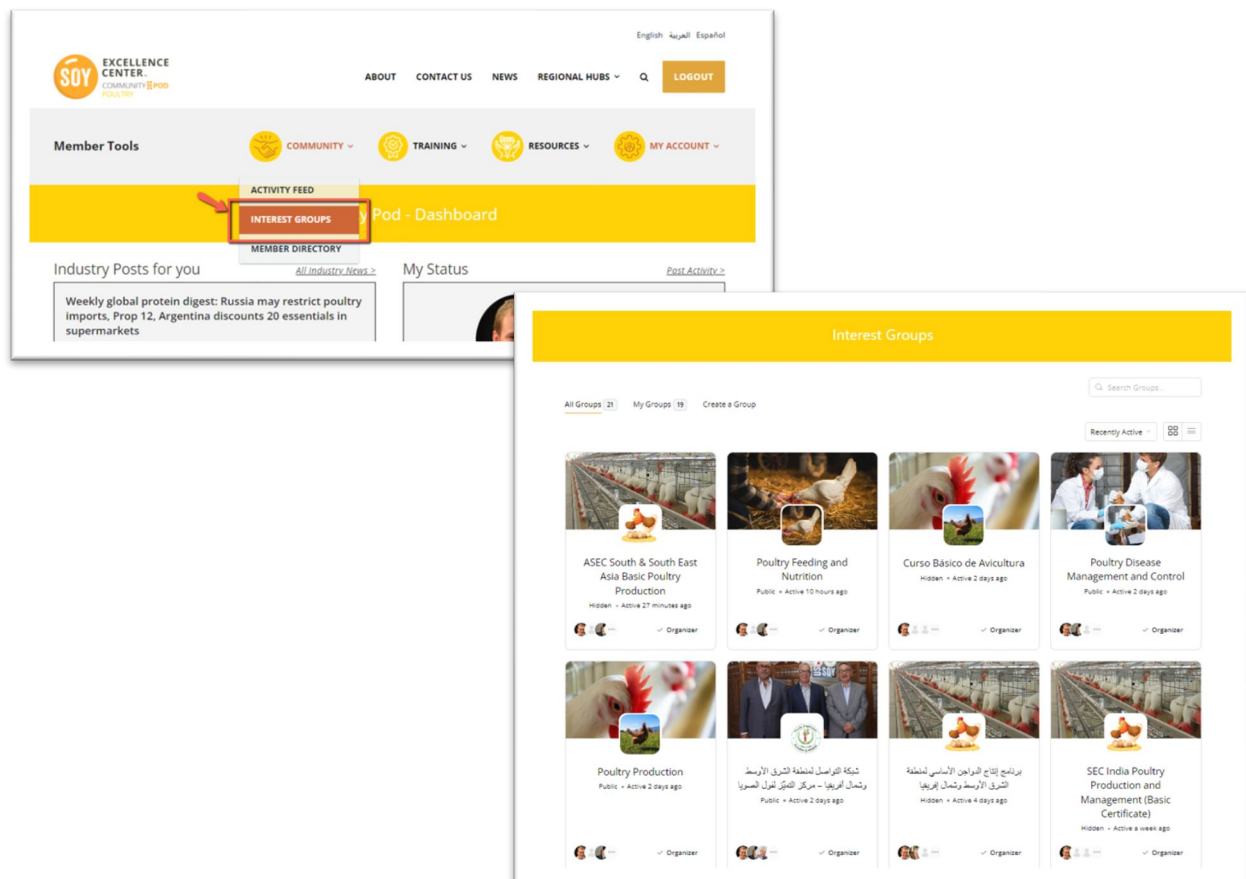 English العربية Español
SOY EXCELLENCE
CENTER.
COMMUNITY POD
POULTRY
ABOUT CONTACT US NEWS REGIONAL HUBS LOGOUT
Member Tools COMMUNITY TRAINING RESOURCES MY ACCOUNT
ACTIVITY FEED
INTEREST GROUPS
y Pod - Dashboard
MEMBER DIRECTORY
Industry Posts for you All Industry News > My Status Post Activity >
Weekly global protein digest: Russia may restrict poultry
imports, Prop 12, Argentina discounts 20 essentials in
supermarkets
Interest Groups
Search Groups...
All Groups 21 My Groups 19 Create a Group
Recently Active
ASEC South & South East
Asia Basic Poultry
Production
Hidden • Active 27 minutes ago
Organizer
Poultry Feeding and
Nutrition
Public • Active 10 hours ago
Organizer
Curso Básico de Avicultura
Hidden • Active 2 days ago
Organizer
Poultry Disease
Management and Control
Public • Active 2 days ago
Organizer
Poultry Production
Public • Active 2 days ago
Organizer
SOY
شبكة التواصل لمنطقة الشرق الأوسط
وشمال أفريقيا – مركز التميّز لفول الصويا
Public • Active 2 days ago
Organizer
برنامج إنتاج الدواجن الأساسي لمنطقة
الشرق الأوسط وشمال إفريقيا
Hidden • Active 4 days ago
Organizer
SEC India Poultry
Production and
Management (Basic
Certificate)
Hidden • Active a week ago
Organizer